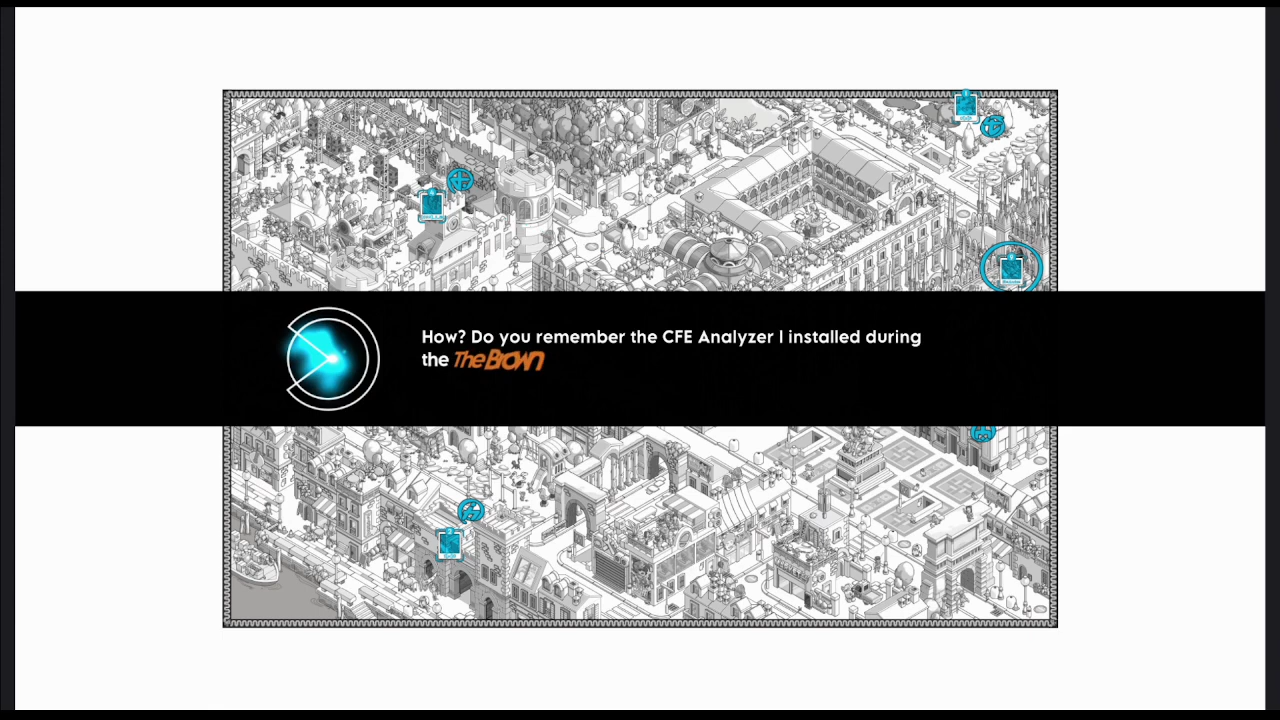 How? Do you remember the CFE Analyzer I installed during
the The Brown